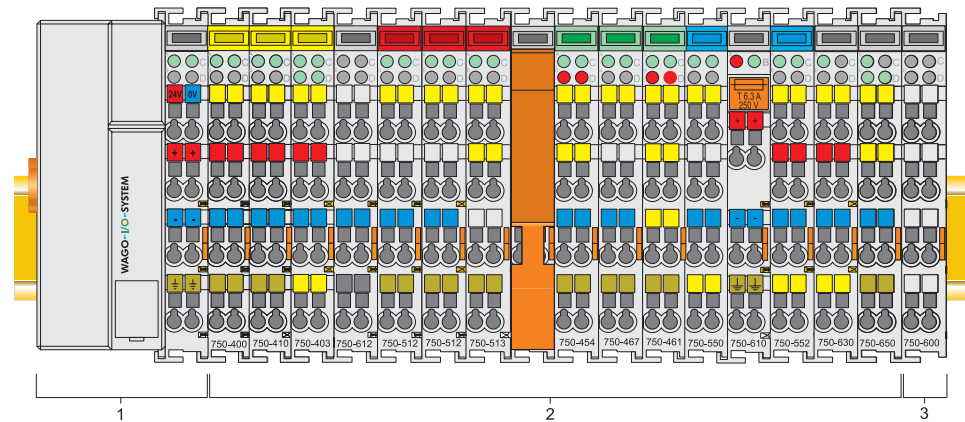 C C C C C C C C C C C B C C C C
D D D D D D D D D D D D D D D
24V 0V
T 6,3 A
250 V
+ +
+ +
- -
- -
WAGO-I/O-SYSTEM
750-400 750-410 750-403 750-612 750-512 750-512 750-513 750-454 750-467 750-461 750-550 750-610 750-552 750-630 750-650 750-600
1 2 3